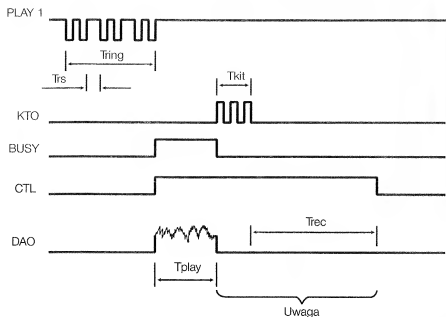 PLAY 1
Tring
Trs
Tkit
KTO
BUSY
CTL
Trec
DAO
Tplay
Uwaga